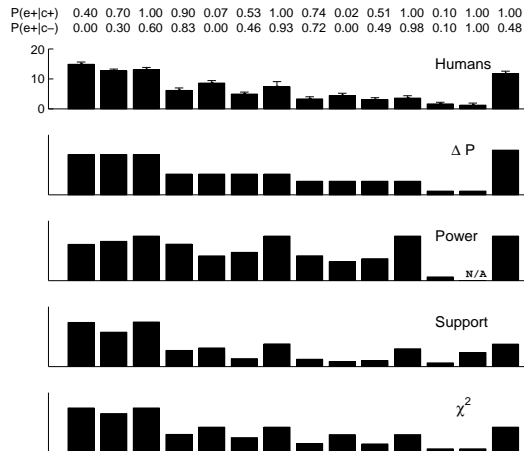 P(e+|c+) 0.40 0.70 1.00 0.90 0.07 0.53 1.00 0.74 0.02 0.51 1.00 0.10 1.00 1.00
P(e+|c−) 0.00 0.30 0.60 0.83 0.00 0.46 0.93 0.72 0.00 0.49 0.98 0.10 1.00 0.48
20
Humans
10
0
Δ P
Power
N/A
Support
χ²